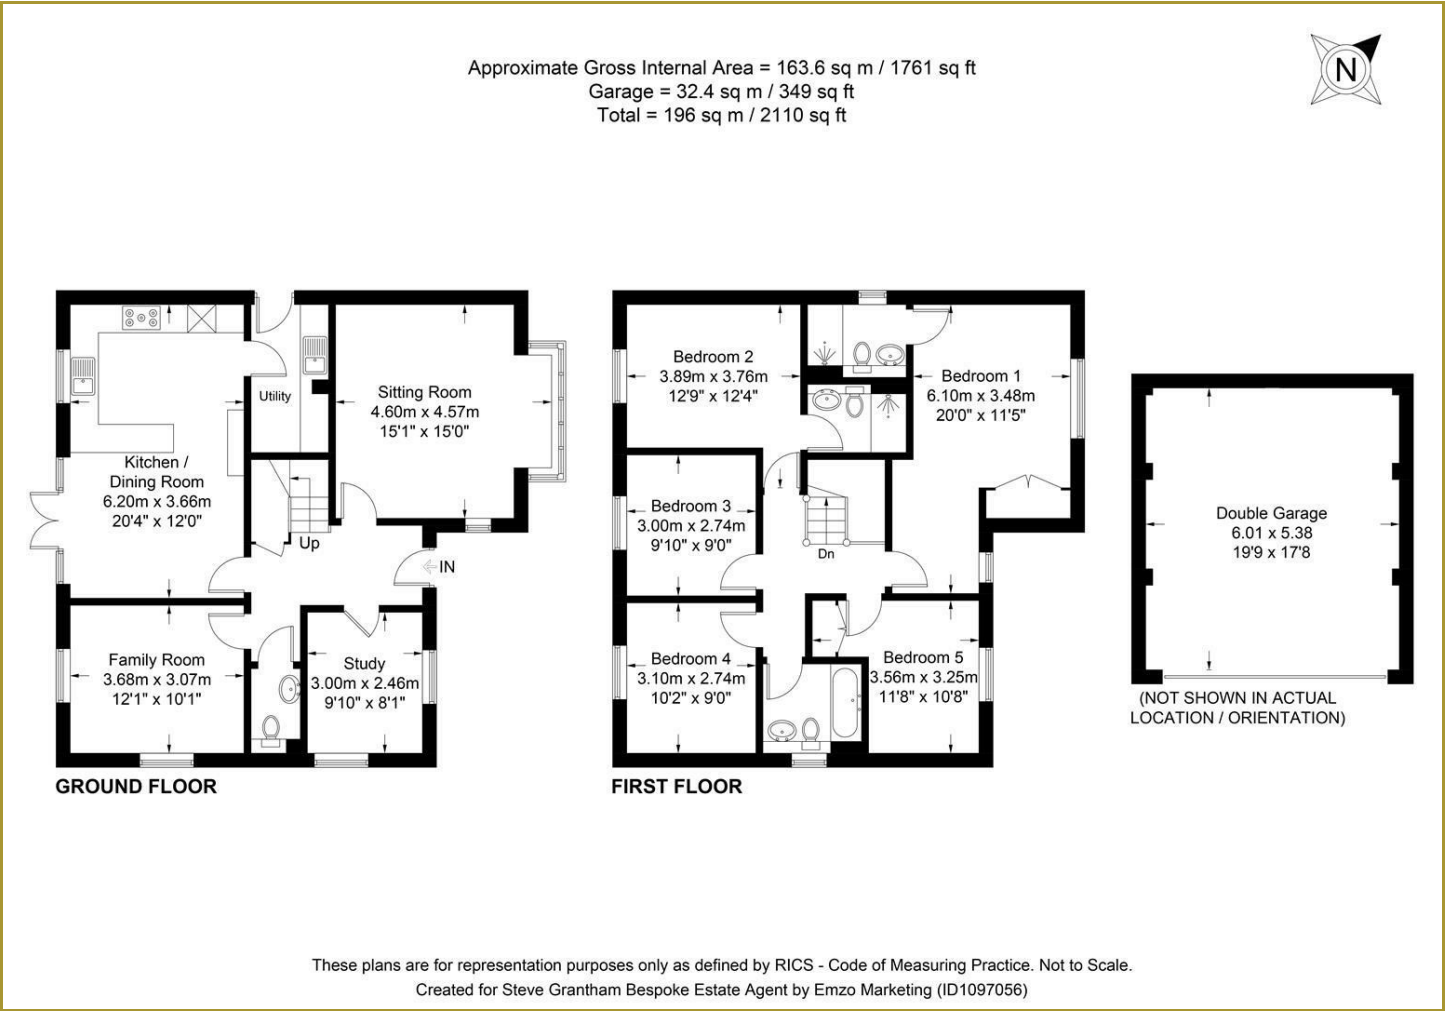 Approximate Gross Internal Area = 163.6 sq m / 1761 sq ft
Garage = 32.4 sq m / 349 sq ft
Total = 196 sq m / 2110 sq ft
N
Utility
Sitting Room
4.60m x 4.57m
15'1" x 15'0"
Kitchen /
Dining Room
6.20m x 3.66m
20'4" x 12'0"
Up
IN
Family Room
3.68m x 3.07m
12'1" x 10'1"
Study
3.00m x 2.46m
9'10" x 8'1"
GROUND FLOOR
Bedroom 2
3.89m x 3.76m
12'9" x 12'4"
Bedroom 1
6.10m x 3.48m
20'0" x 11'5"
Bedroom 3
3.00m x 2.74m
9'10" x 9'0"
Dn
Bedroom 4
3.10m x 2.74m
10'2" x 9'0"
Bedroom 5
3.56m x 3.25m
11'8" x 10'8"
FIRST FLOOR
Double Garage
6.01 x 5.38
19'9 x 17'8
(NOT SHOWN IN ACTUAL
LOCATION / ORIENTATION)
These plans are for representation purposes only as defined by RICS - Code of Measuring Practice. Not to Scale.
Created for Steve Grantham Bespoke Estate Agent by Emzo Marketing (ID1097056)